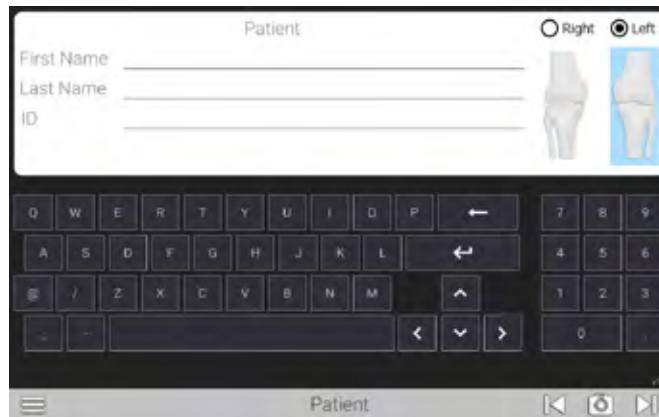 Patient Right Left
First Name
Last Name
ID
Q W E R T Y U I O P 7 8 9
A S D F G H J K L 4 5 6
@ / Z X C V B N M 1 2 3
0
Patient